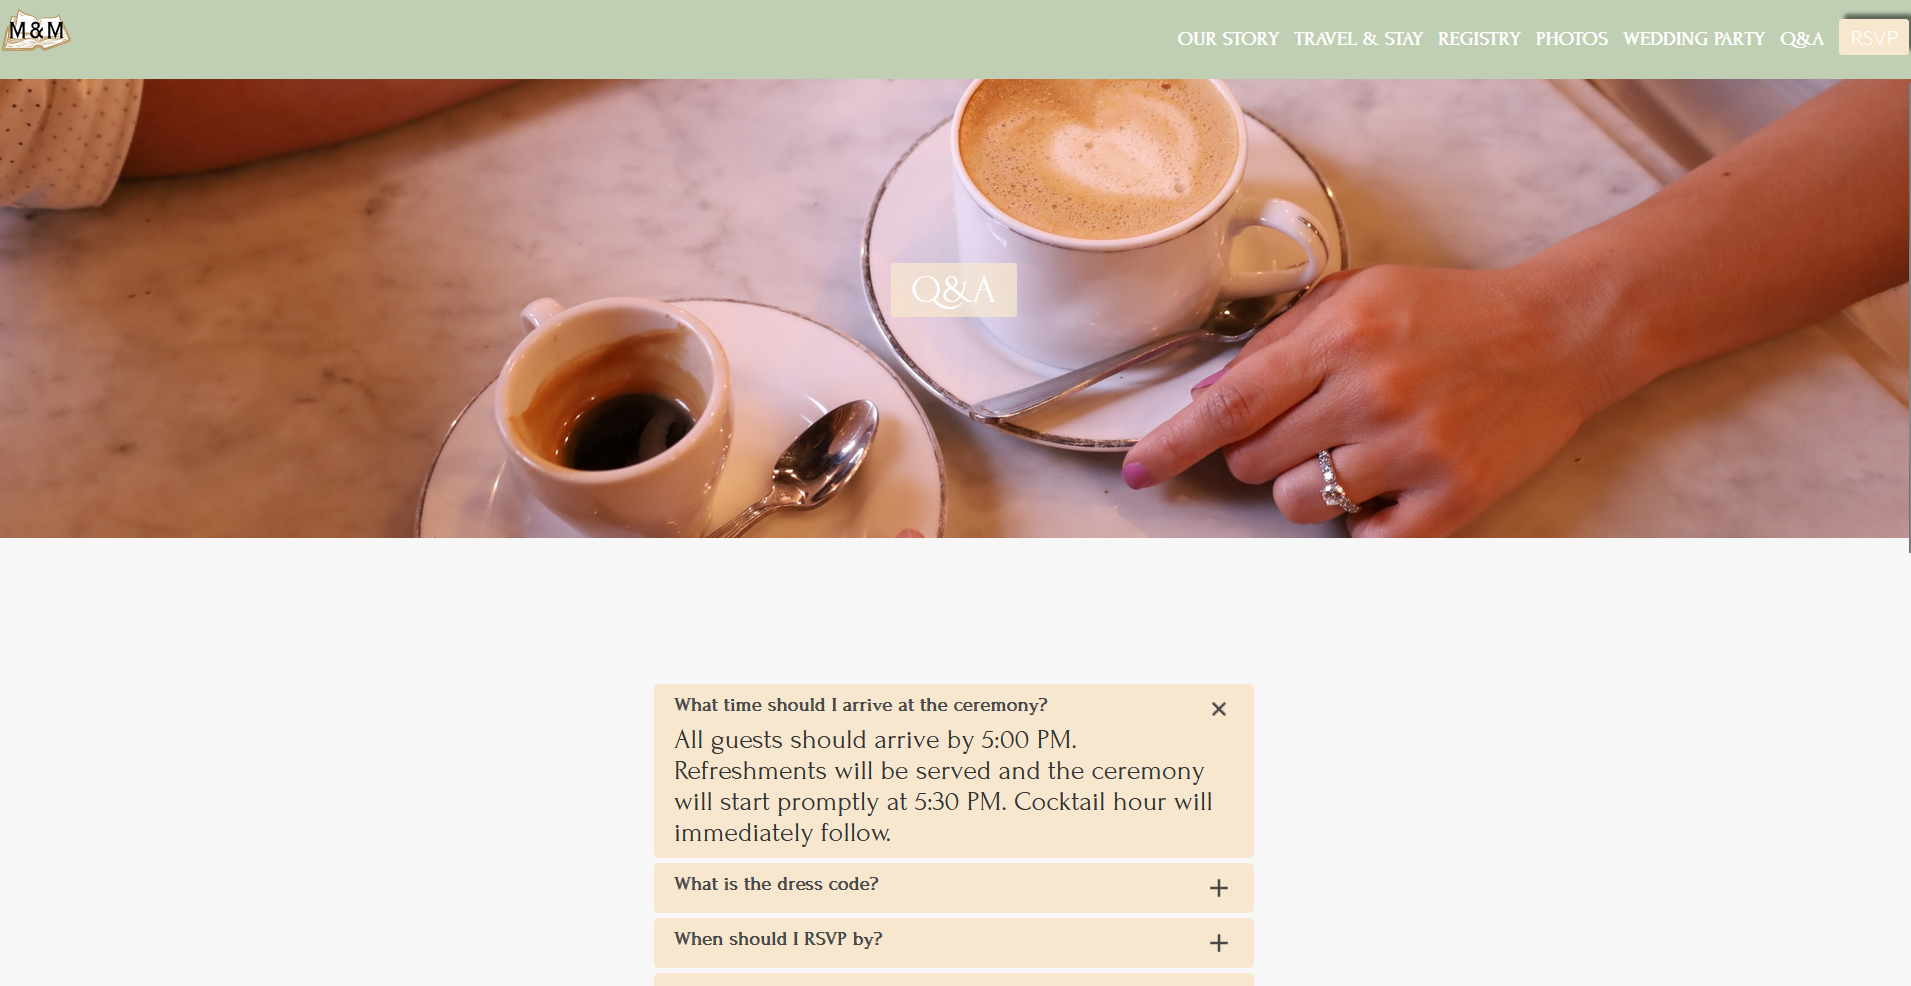 M&M
OUR STORY TRAVEL & STAY REGISTRY PHOTOS WEDDING PARTY Q&A RSVP
Q&A
What time should I arrive at the ceremony?
All guests should arrive by 5:00 PM.
Refreshments will be served and the ceremony
will start promptly at 5:30 PM. Cocktail hour will
immediately follow.
What is the dress code?
When should I RSVP by?